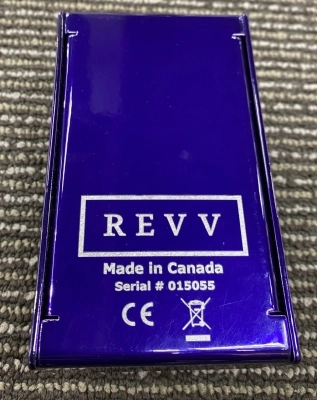 REVV
Made in Canada
Serial # 015055
CE